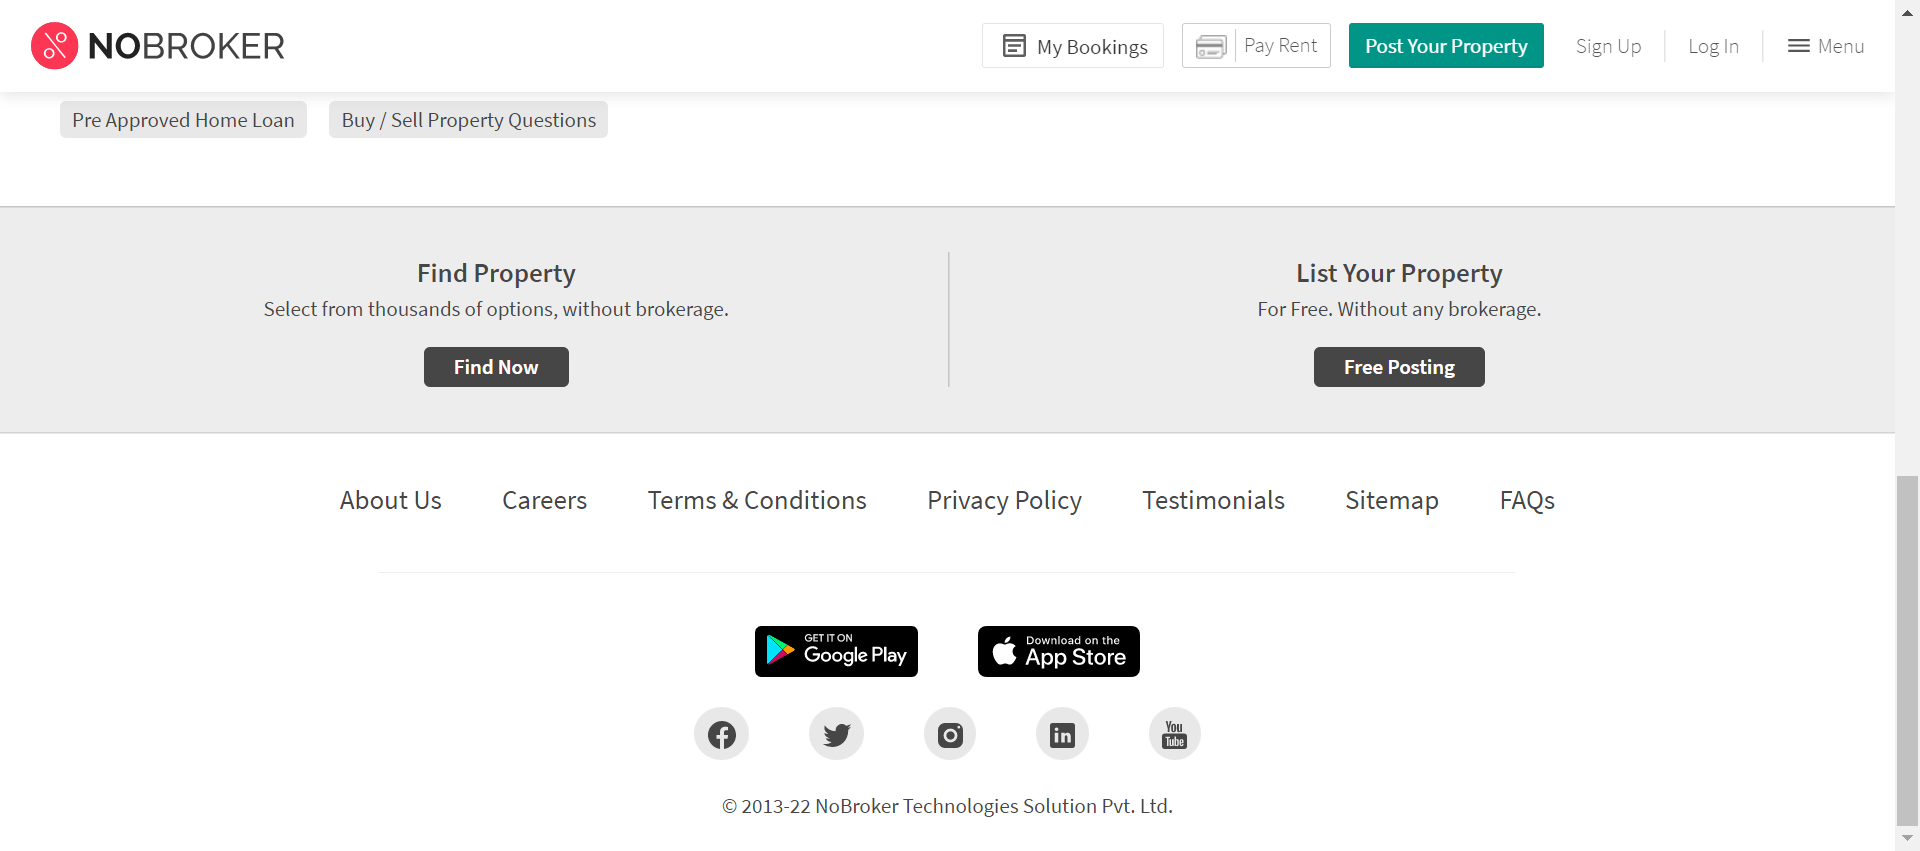 NOBROKER
My Bookings
Pay Rent
Post Your Property
Sign Up
Log In
Menu
Pre Approved Home Loan
Buy / Sell Property Questions
Find Property
Select from thousands of options, without brokerage.
Find Now
List Your Property
For Free. Without any brokerage.
Free Posting
About Us
Careers
Terms & Conditions
Privacy Policy
Testimonials
Sitemap
FAQs
GET IT ON
Google Play
Download on the
App Store
in
You
Tube
© 2013-22 NoBroker Technologies Solution Pvt. Ltd.